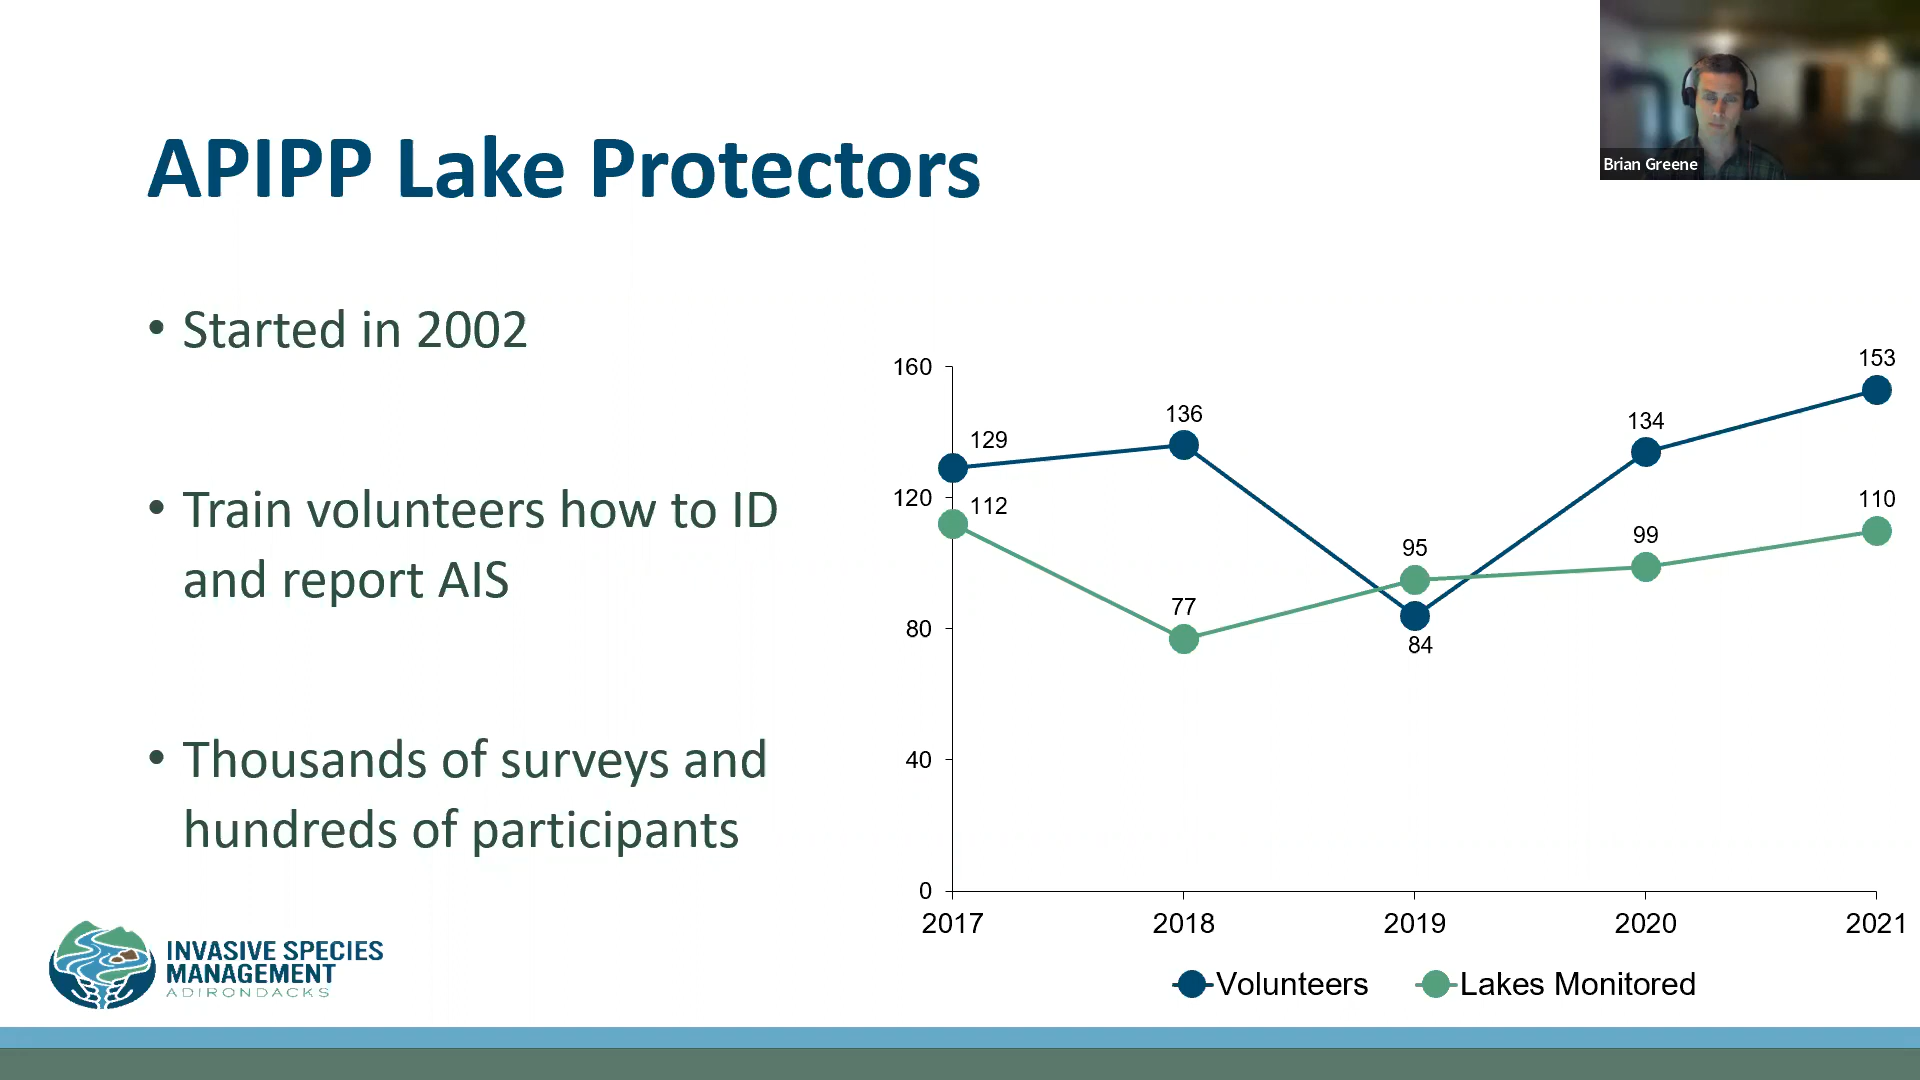 Brian Greene
APIPP Lake Protectors
• Started in 2002
• Train volunteers how to ID
and report AIS
• Thousands of surveys and
hundreds of participants
160
120
80
40
0
129
136
84
134
153
112
77
95
99
110
2017 2018 2019 2020 2021
Volunteers Lakes Monitored
INVASIVE SPECIES
MANAGEMENT
ADIRONDACKS